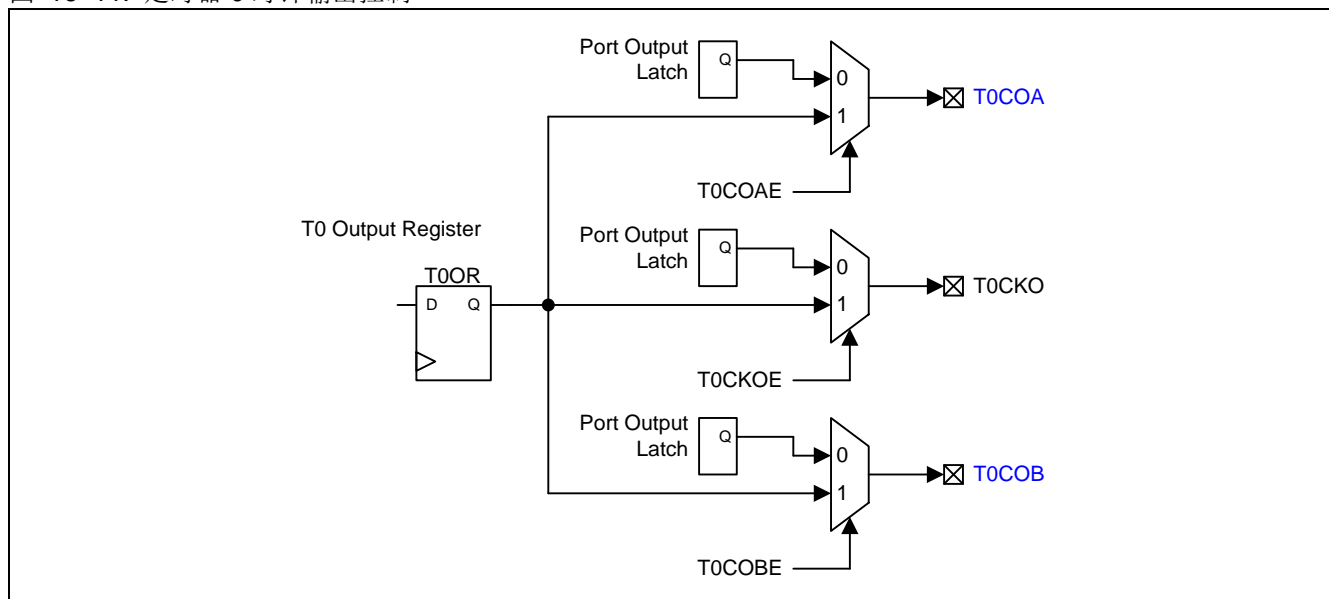 Port Output
Latch
Q
0
1
T0COA
T0COAE
T0 Output Register
T0OR
D Q
Port Output
Latch
Q
0
1
T0CKO
T0CKOE
Port Output
Latch
Q
0
1
T0COB
T0COBE